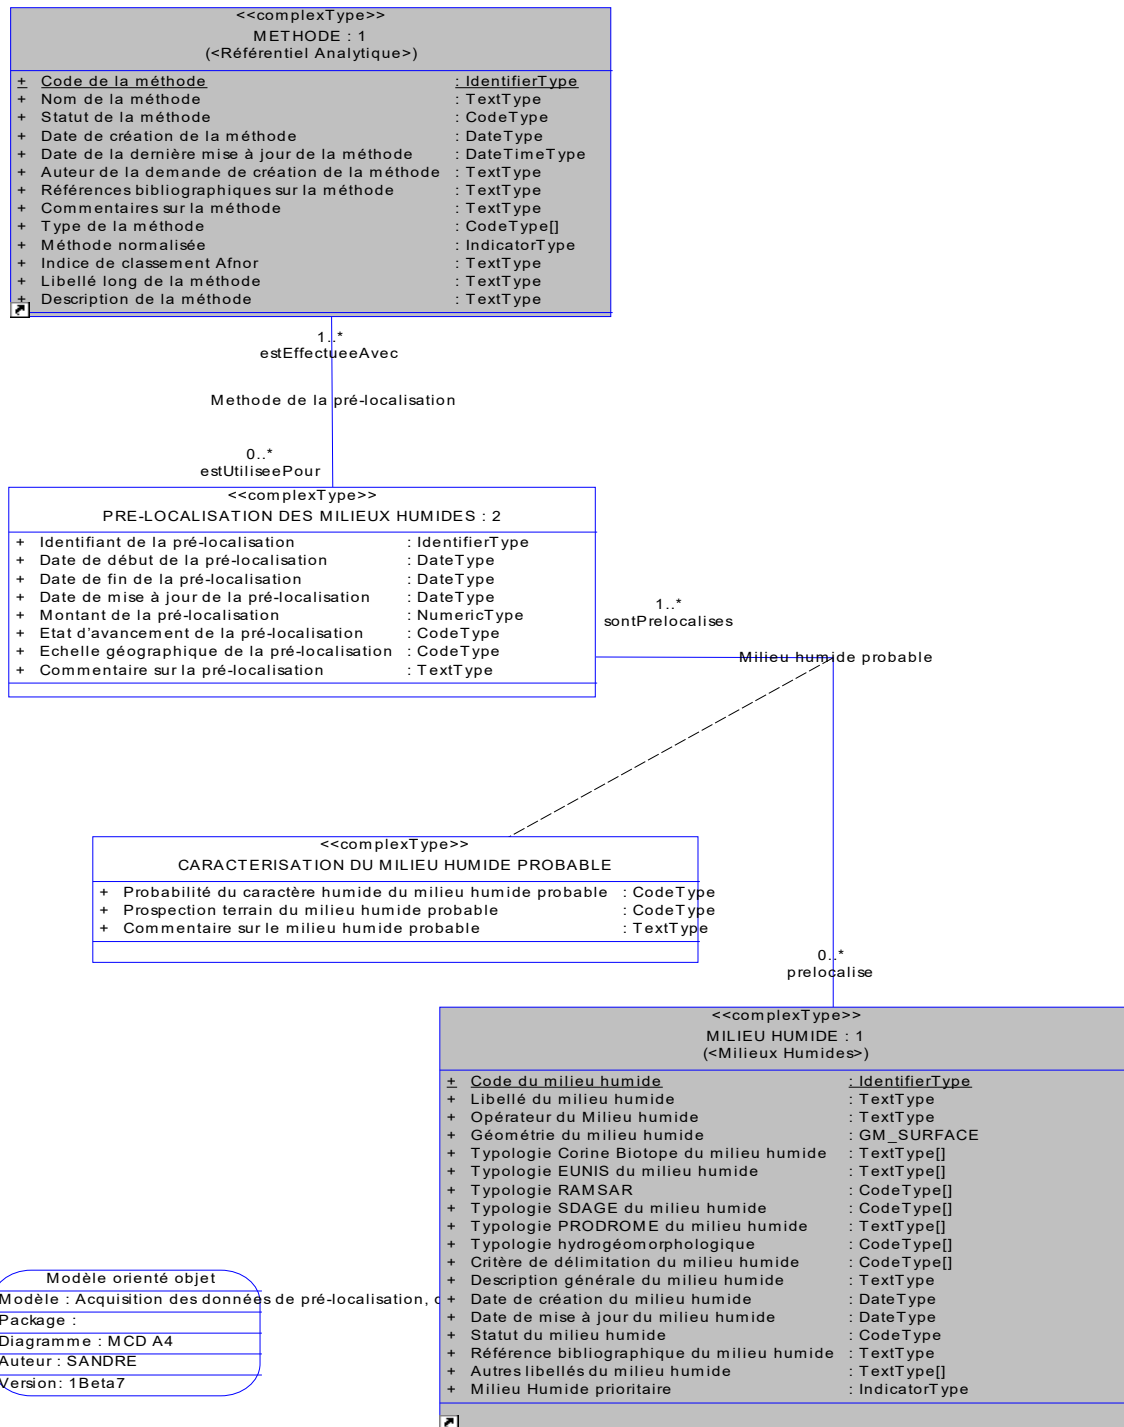 <<complexType>>
METHODE : 1
(<Référentiel Analytique>)
+ Code de la méthode : IdentifierType
+ Nom de la méthode : TextType
+ Statut de la méthode : CodeType
+ Date de création de la méthode : DateType
+ Date de la dernière mise à jour de la méthode : DateTimeType
+ Auteur de la demande de création de la méthode : TextType
+ Références bibliographiques sur la méthode : TextType
+ Commentaires sur la méthode : TextType
+ Type de la méthode : CodeType[]
+ Méthode normalisée : IndicatorType
+ Indice de classement Afnor : TextType
+ Libellé long de la méthode : TextType
+ Description de la méthode : TextType
1..*
estEffectueeAvec
Methode de la pré-localisation
0..*
estUtiliseePour
<<complexType>>
PRE-LOCALISATION DES MILIEUX HUMIDES : 2
+ Identifiant de la pré-localisation : IdentifierType
+ Date de début de la pré-localisation : DateType
+ Date de fin de la pré-localisation : DateType
+ Date de mise à jour de la pré-localisation : DateType
+ Montant de la pré-localisation : NumericType
+ Etat d'avancement de la pré-localisation : CodeType
+ Echelle géographique de la pré-localisation : CodeType
+ Commentaire sur la pré-localisation : TextType
1..*
sontPrelocalises
Milieu humide probable
<<complexType>>
CARACTERISATION DU MILIEU HUMIDE PROBABLE
+ Probabilité du caractère humide du milieu humide probable : CodeType
+ Prospection terrain du milieu humide probable : CodeType
+ Commentaire sur le milieu humide probable : TextType
0..*
prelocalise
<<complexType>>
MILIEU HUMIDE : 1
(<Milieux Humides>)
+ Code du milieu humide : IdentifierType
+ Libellé du milieu humide : TextType
+ Opérateur du Milieu humide : TextType
+ Géométrie du milieu humide : GM_SURFACE
+ Typologie Corine Biotope du milieu humide : TextType[]
+ Typologie EUNIS du milieu humide : TextType[]
+ Typologie RAMSAR : CodeType[]
+ Typologie SDAGE du milieu humide : CodeType[]
+ Typologie PRODROME du milieu humide : TextType[]
+ Typologie hydrogéomorphologique : CodeType[]
+ Critère de délimitation du milieu humide : CodeType[]
+ Description générale du milieu humide : TextType
+ Date de création du milieu humide : DateType
+ Date de mise à jour du milieu humide : DateType
+ Statut du milieu humide : CodeType
+ Référence bibliographique du milieu humide : TextType
+ Autres libellés du milieu humide : TextType[]
+ Milieu Humide prioritaire : IndicatorType
Modèle orienté objet
Modèle : Acquisition des données de pré-localisation,
Package :
Diagramme : MCD A4
Auteur : SANDRE
Version: 1Beta7